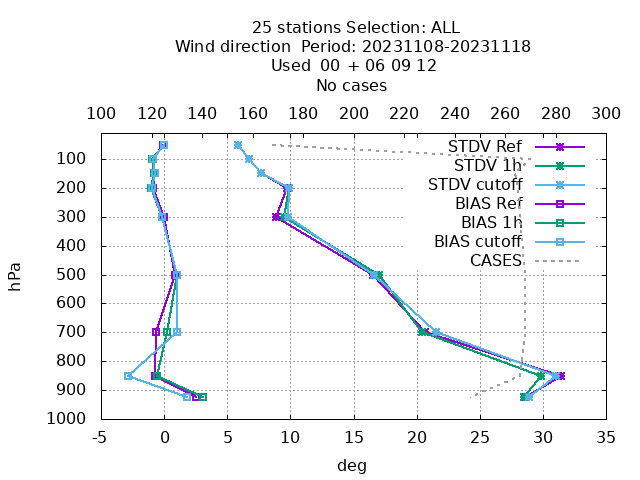 25 stations Selection: ALL
Wind direction  Period: 20231108-20231118
Used  00 + 06 09 12
No cases
100 120 140 160 180 200 220 240 260 280 300
STDV Ref
STDV 1h
STDV cutoff
BIAS Ref
BIAS 1h
BIAS cutoff
CASES
100
200
300
400
500
600
700
800
900
1000
hPa
-5 0 5 10 15 20 25 30 35
deg